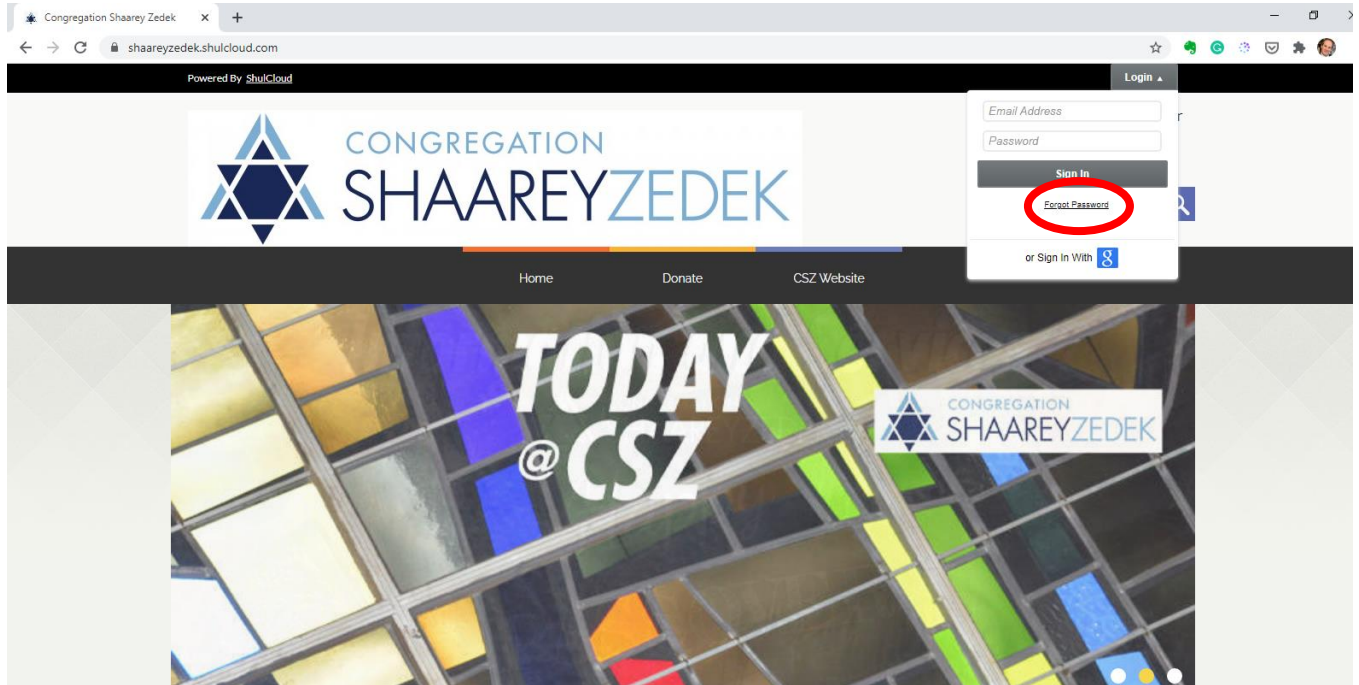 Congregation Shaarey Zedek
shaareyzedek.shulcloud.com
Powered By ShulCloud
Login ▴
Email Address
Password
Sign In
Forgot Password
or Sign In With g
r
CONGREGATION
SHAAREYZEDEK
Home Donate CSZ Website
TODAY
@CSZ
CONGREGATION
SHAAREYZEDEK